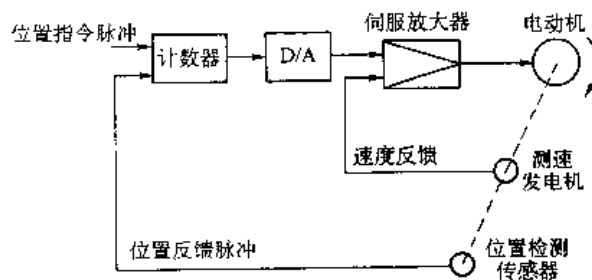 伺服放大器
电动机
位置指令脉冲
计数器
D/A
速度反馈
测速
发电机
位置反馈脉冲
位置检测
传感器